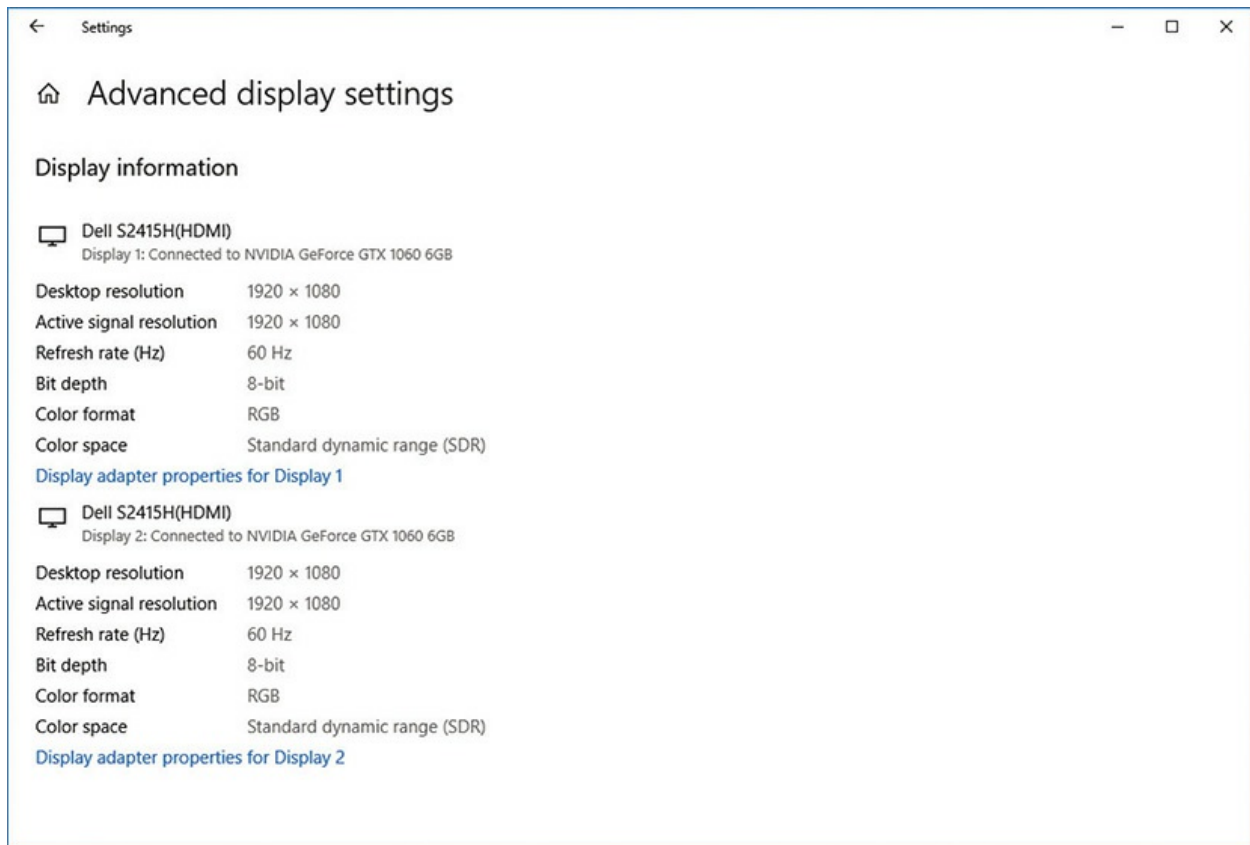 Settings
Advanced display settings
Display information
Dell S2415H(HDMI)
Display 1: Connected to NVIDIA GeForce GTX 1060 6GB
Desktop resolution 1920 × 1080
Active signal resolution 1920 × 1080
Refresh rate (Hz) 60 Hz
Bit depth 8-bit
Color format RGB
Color space Standard dynamic range (SDR)
Display adapter properties for Display 1
Dell S2415H(HDMI)
Display 2: Connected to NVIDIA GeForce GTX 1060 6GB
Desktop resolution 1920 × 1080
Active signal resolution 1920 × 1080
Refresh rate (Hz) 60 Hz
Bit depth 8-bit
Color format RGB
Color space Standard dynamic range (SDR)
Display adapter properties for Display 2